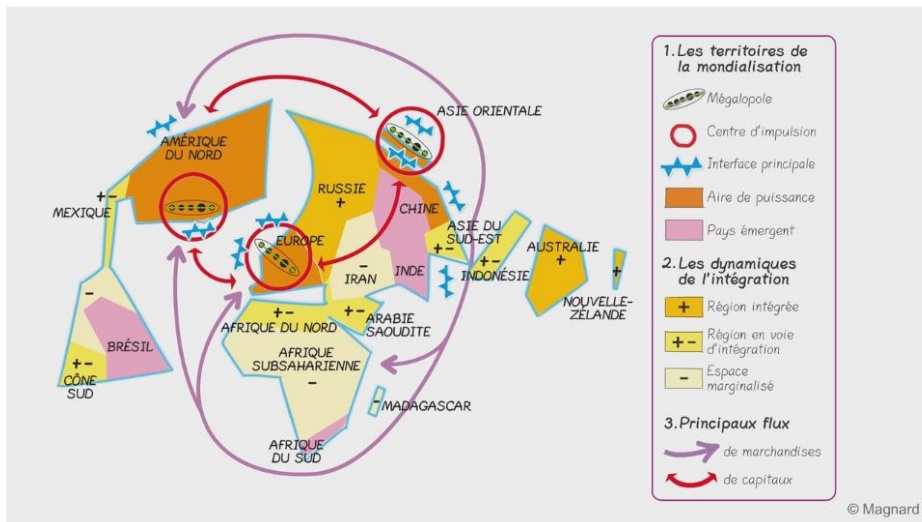 ASIE ORIENTALE
AMÉRIQUE
DU NORD
RUSSIE
+
+ -
MEXIQUE
CHINE
EUROPE
ASIE DU
SUD-EST
+ -
AUSTRALIE
+
IRAN
-
INDE
+ -
INDONÉSIE
+
NOUVELLE-
ZÉLANDE
-
+ -
AFRIQUE DU NORD
+ -
ARABIE
SAOUDITE
BRÉSIL
AFRIQUE
SUBSAHARIENNE
-
+ -
CÔNE
SUD
-
MADAGASCAR
AFRIQUE
DU SUD
1. Les territoires de
la mondialisation
Mégalopole
Centre d'impulsion
Interface principale
Aire de puissance
Pays émergent
2. Les dynamiques
de l'intégration
+
Région intégrée
+ -
Région en voie
d'intégration
-
Espace
marginalisé
3. Principaux flux
de marchandises
de capitaux
© Magnard